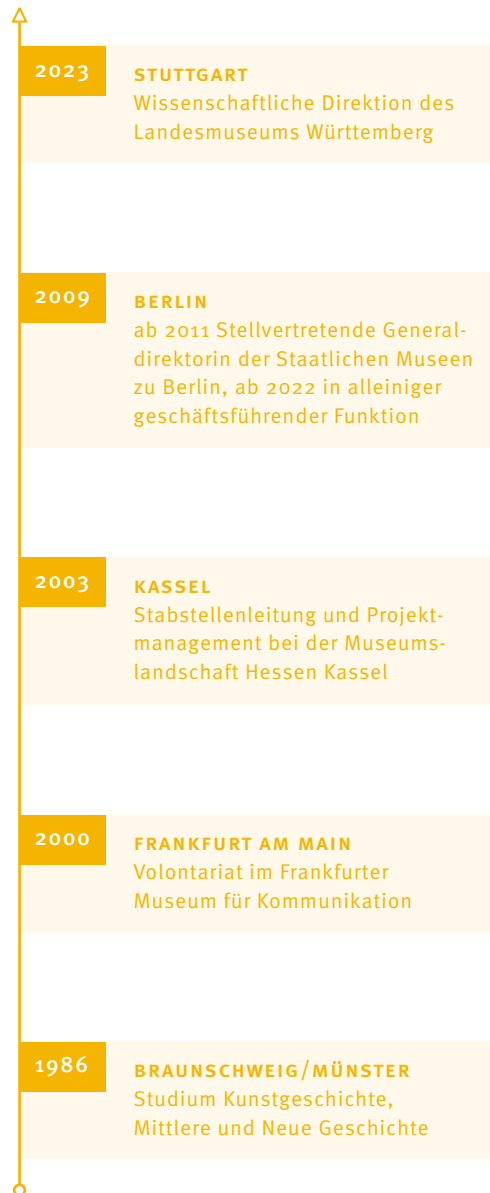 2023
STUTTGART
Wissenschaftliche Direktion des
Landesmuseums Württemberg
2009
BERLIN
ab 2011 Stellvertretende General-
direktorin der Staatlichen Museen
zu Berlin, ab 2022 in alleiniger
geschäftsführender Funktion
2003
KASSEL
Stabstellenleitung und Projekt-
management bei der Museums-
landschaft Hessen Kassel
2000
FRANKFURT AM MAIN
Volontariat im Frankfurter
Museum für Kommunikation
1986
BRAUNSCHWEIG/MÜNSTER
Studium Kunstgeschichte,
Mittlere und Neue Geschichte